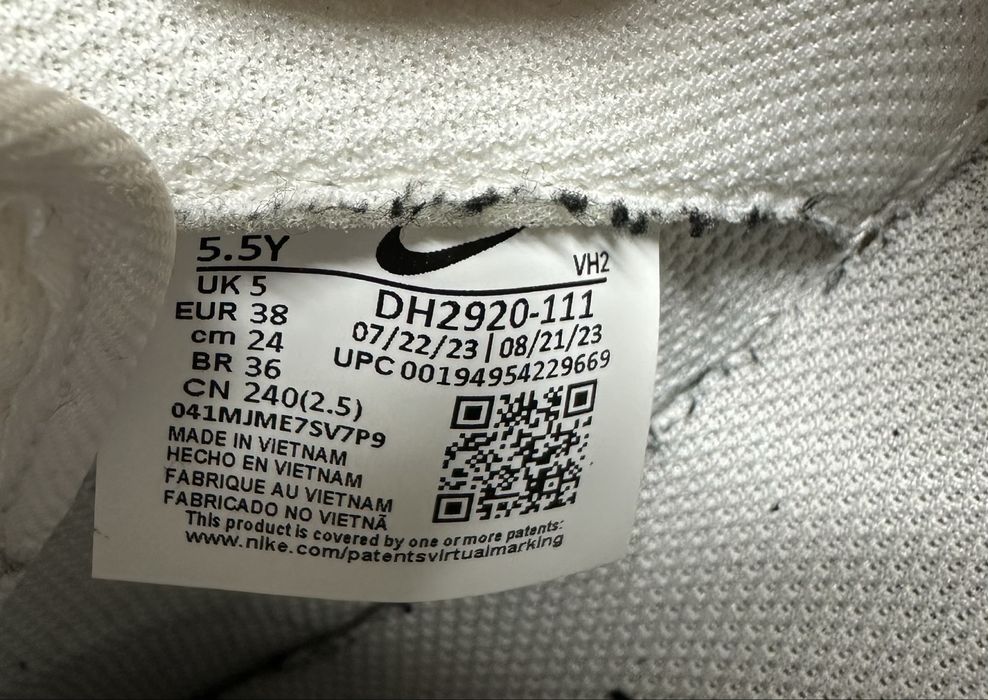 5.5Y
VH2
UK 5
EUR 38
cm 24
BR 36
CN 240(2.5)
DH2920-111
07/22/23 | 08/21/23
UPC 00194954229669
041MJME7SV7P9
MADE IN VIETNAM
HECHO EN VIETNAM
FABRIQUE AU VIETNAM
FABRICADO NO VIETNÃ
This product is covered by one or more patents:
www.nike.com/patentsvirtualmarking